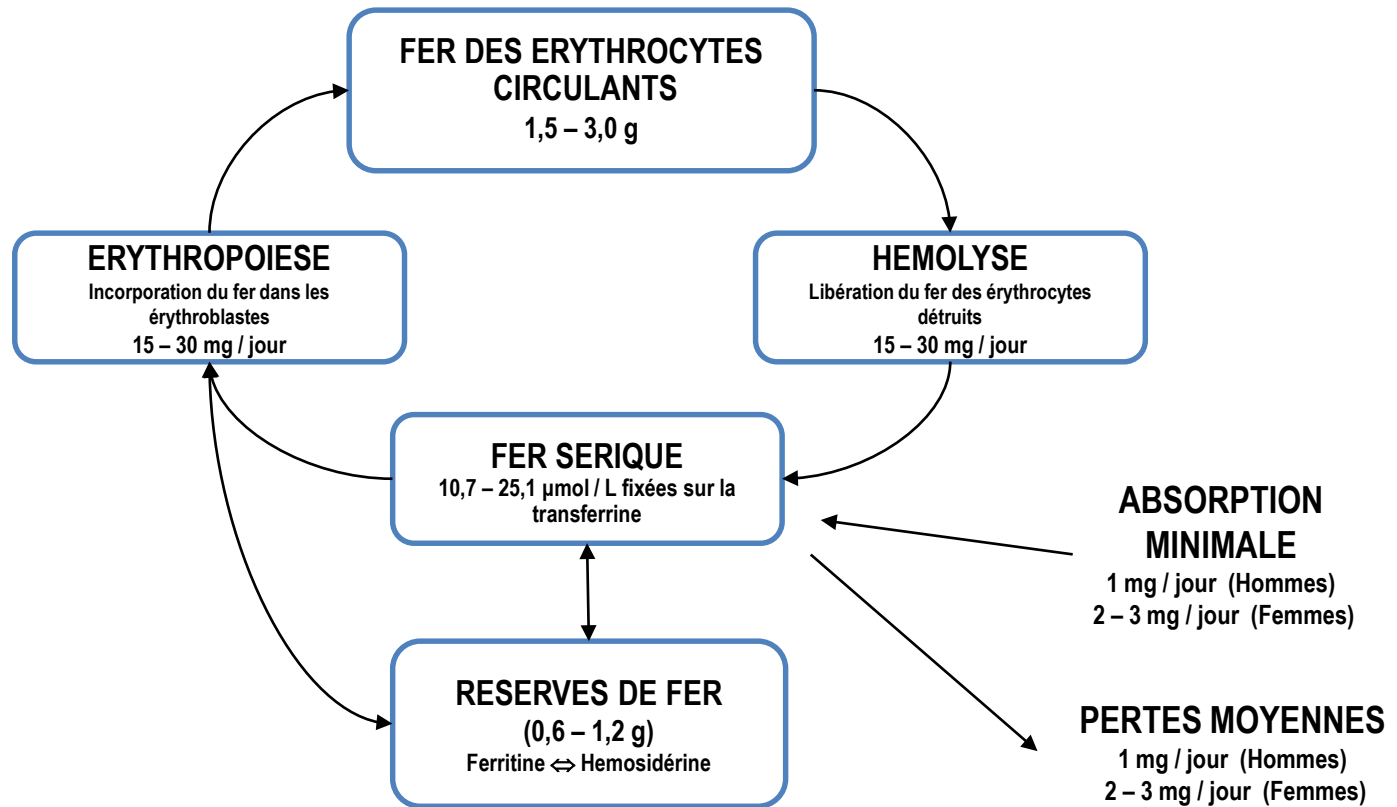 FER DES ERYTHROCYTES
CIRCULANTS
1,5 – 3,0 g
ERYTHROPOIESE
Incorporation du fer dans les
érythroblastes
15 – 30 mg / jour
HEMOLYSE
Libération du fer des érythrocytes
détruits
15 – 30 mg / jour
FER SERIQUE
10,7 – 25,1 µmol / L fixées sur la
transferrine
ABSORPTION
MINIMALE
1 mg / jour (Hommes)
2 – 3 mg / jour (Femmes)
RESERVES DE FER
(0,6 – 1,2 g)
Ferritine ⇔ Hemosidérine
PERTES MOYENNES
1 mg / jour (Hommes)
2 – 3 mg / jour (Femmes)